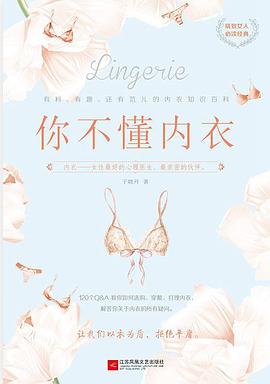 精致女人
必读经典
Lingerie
有料、有趣、还有范儿的内衣知识百科
你不懂内衣
内衣——女性最好的心理医生，最亲密的伙伴。
于晓丹 著
120个Q&A 教你如何选购、穿戴、打理内衣，
解答你关于内衣的所有疑问。
让我们以衣为盾，拒绝平庸。
江苏凤凰文艺出版社